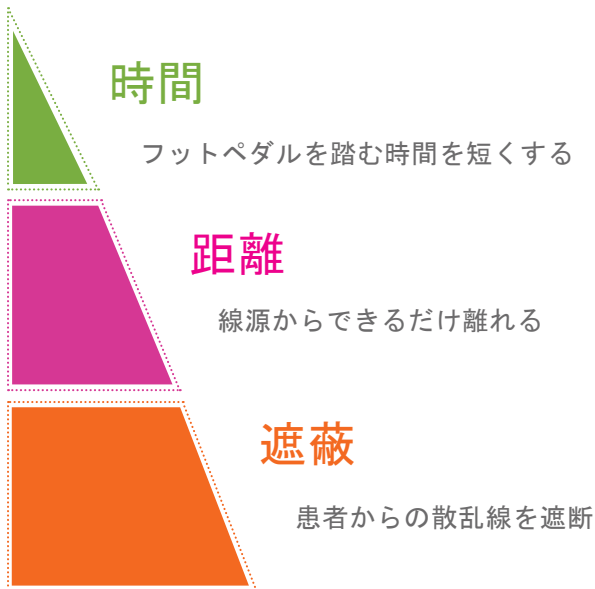 時間
フットペダルを踏む時間を短くする
距離
線源からできるだけ離れる
遮蔽
患者からの散乱線を遮断